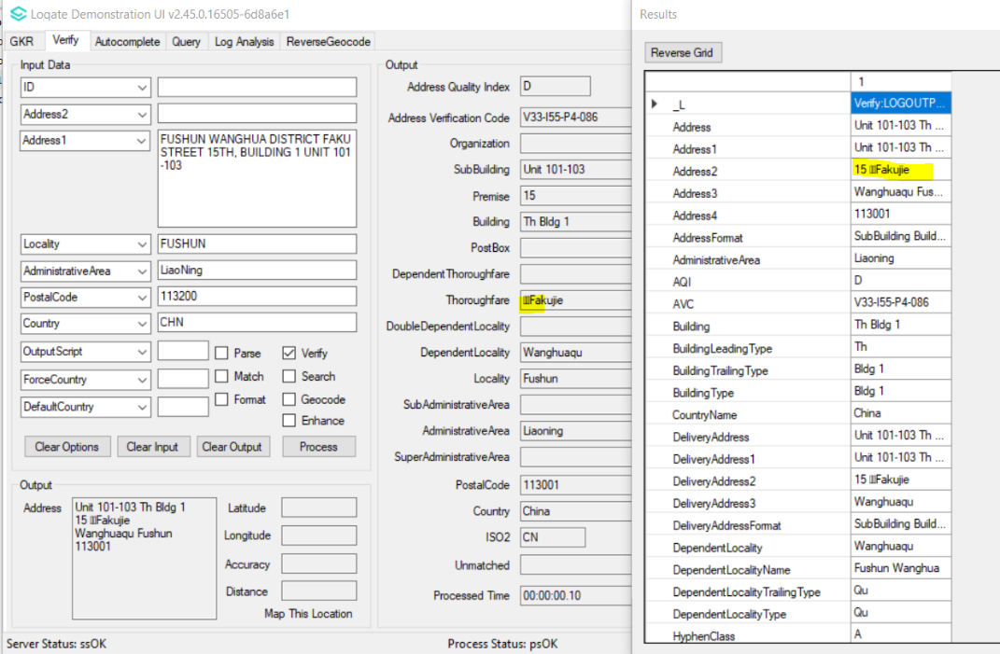 Loqate Demonstration UI v2.45.0.16505-6d8a6e1
GKR Verify Autocomplete Query Log Analysis ReverseGeocode
Input Data
ID
Address2
Address1 FUSHUN WANGHUA DISTRICT FAKU
STREET 15TH, BUILDING 1 UNIT 101
-103
Locality FUSHUN
AdministrativeArea LiaoNing
PostalCode 113200
Country CHN
OutputScript Parse Verify
ForceCountry Match Search
DefaultCountry Format Geocode
Enhance
Clear Options Clear Input Clear Output Process
Output
Address Unit 101-103 Th Bldg 1
15 Fakujie
Wanghuaqu Fushun
113001
Latitude
Longitude
Accuracy
Distance
Map This Location
Server Status: ssOK
Output
Address Quality Index D
Address Verification Code V33-I55-P4-086
Organization
SubBuilding Unit 101-103
Premise 15
Building Th Bldg 1
PostBox
DependentThoroughfare
Thoroughfare Fakujie
DoubleDependentLocality
DependentLocality Wanghuaqu
Locality Fushun
SubAdministrativeArea
AdministrativeArea Liaoning
SuperAdministrativeArea
PostalCode 113001
Country China
ISO2 CN
Unmatched
Processed Time 00:00:00.10
Process Status: psOK
Results
Reverse Grid
1
_L Verify:LOGOUTP...
Address Unit 101-103 Th ...
Address1 Unit 101-103 Th ...
Address2 15 Fakujie
Address3 Wanghuaqu Fus...
Address4 113001
AddressFormat SubBuilding Build...
AdministrativeArea Liaoning
AQI D
AVC V33-I55-P4-086
Building Th Bldg 1
BuildingLeadingType Th
BuildingTrailingType Bldg 1
BuildingType Bldg 1
CountryName China
DeliveryAddress Unit 101-103 Th ...
DeliveryAddress1 Unit 101-103 Th ...
DeliveryAddress2 15 Fakujie
DeliveryAddress3 Wanghuaqu
DeliveryAddressFormat SubBuilding Build...
DependentLocality Wanghuaqu
DependentLocalityName Fushun Wanghua
DependentLocalityTrailingType Qu
DependentLocalityType Qu
HyphenClass A